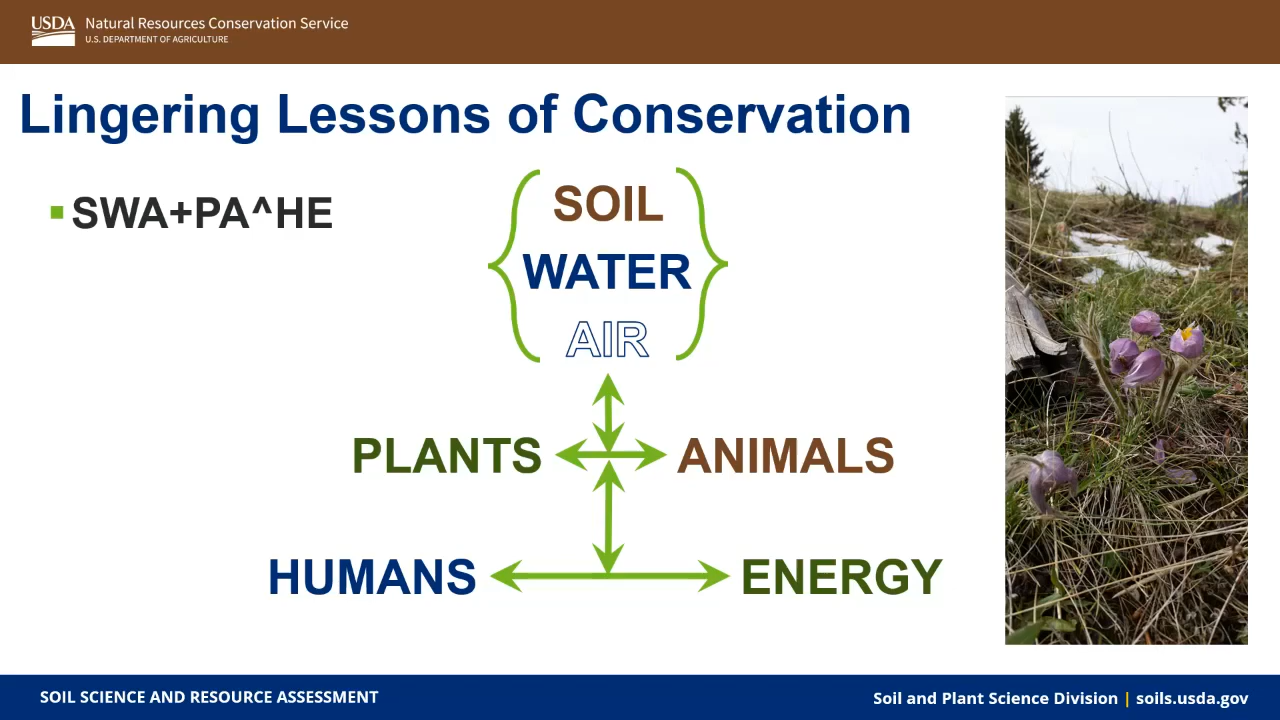 USDA Natural Resources Conservation Service
U.S. DEPARTMENT OF AGRICULTURE
Lingering Lessons of Conservation
SWA+PA^HE
SOIL
WATER
AIR
PLANTS ANIMALS
HUMANS ENERGY
SOIL SCIENCE AND RESOURCE ASSESSMENT
Soil and Plant Science Division | soils.usda.gov